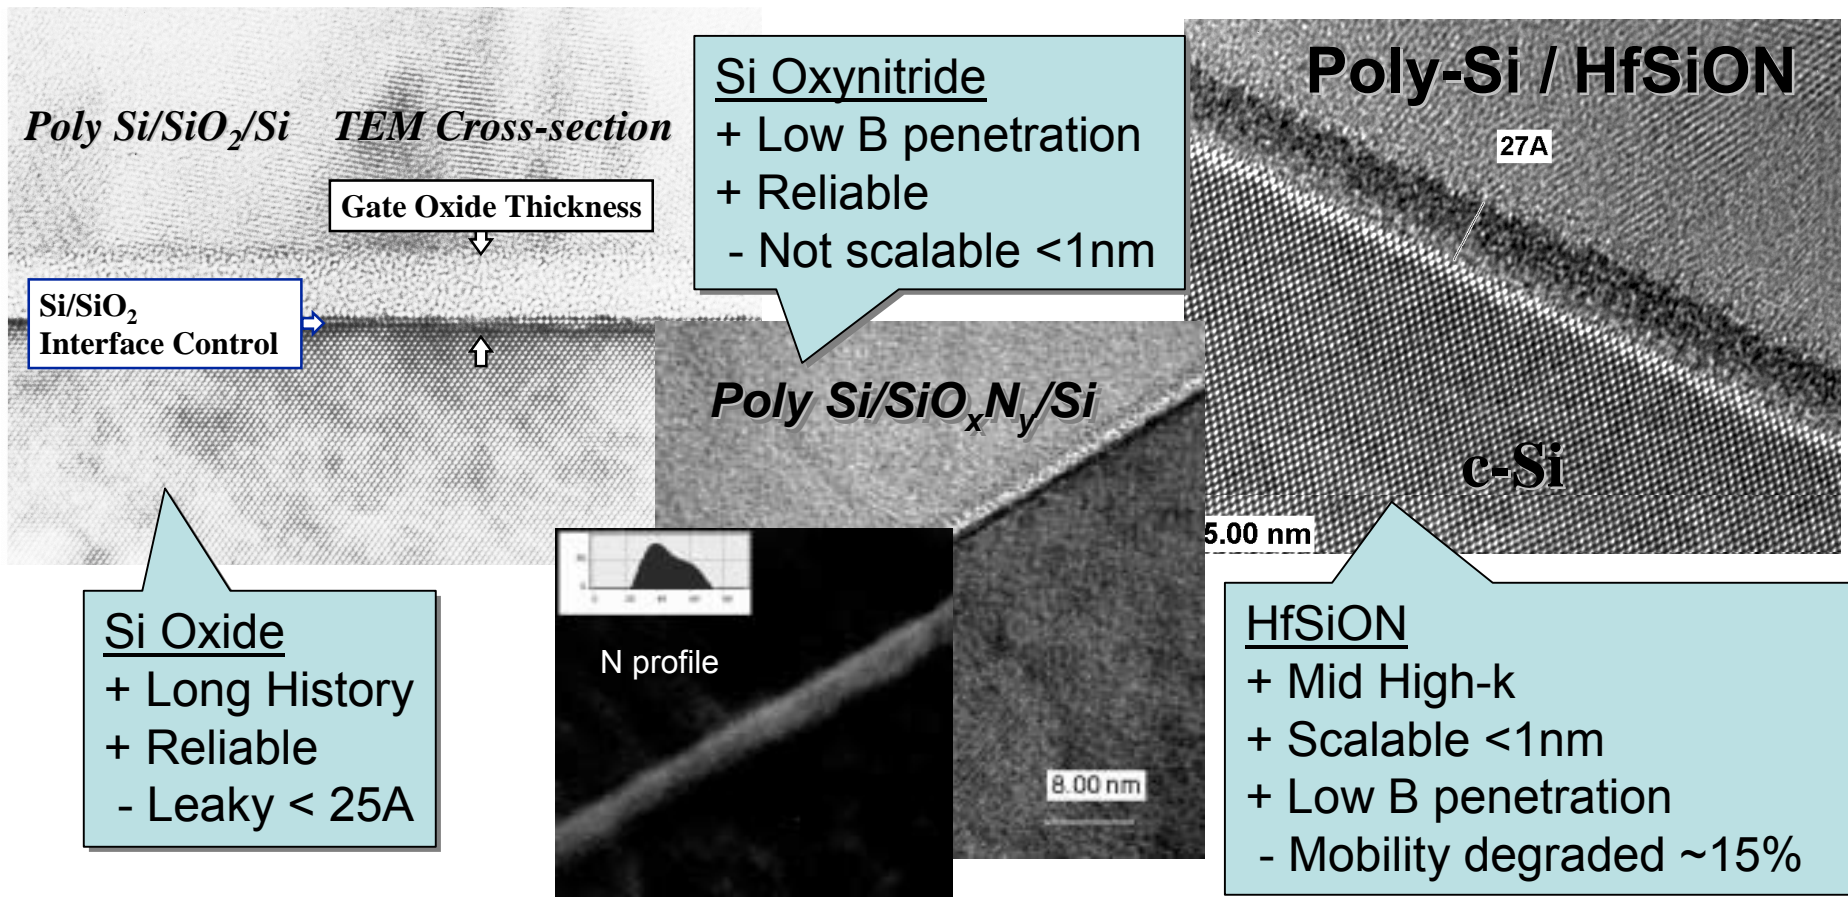 Poly Si/SiO2/Si TEM Cross-section
Gate Oxide Thickness
Si/SiO2
Interface Control
Si Oxide
+ Long History
+ Reliable
- Leaky < 25A
Si Oxynitride
+ Low B penetration
+ Reliable
- Not scalable <1nm
Poly Si/SiOxNy/Si
N profile
8.00 nm
Poly-Si / HfSiON
27A
c-Si
5.00 nm
HfSiON
+ Mid High-k
+ Scalable <1nm
+ Low B penetration
- Mobility degraded ~15%